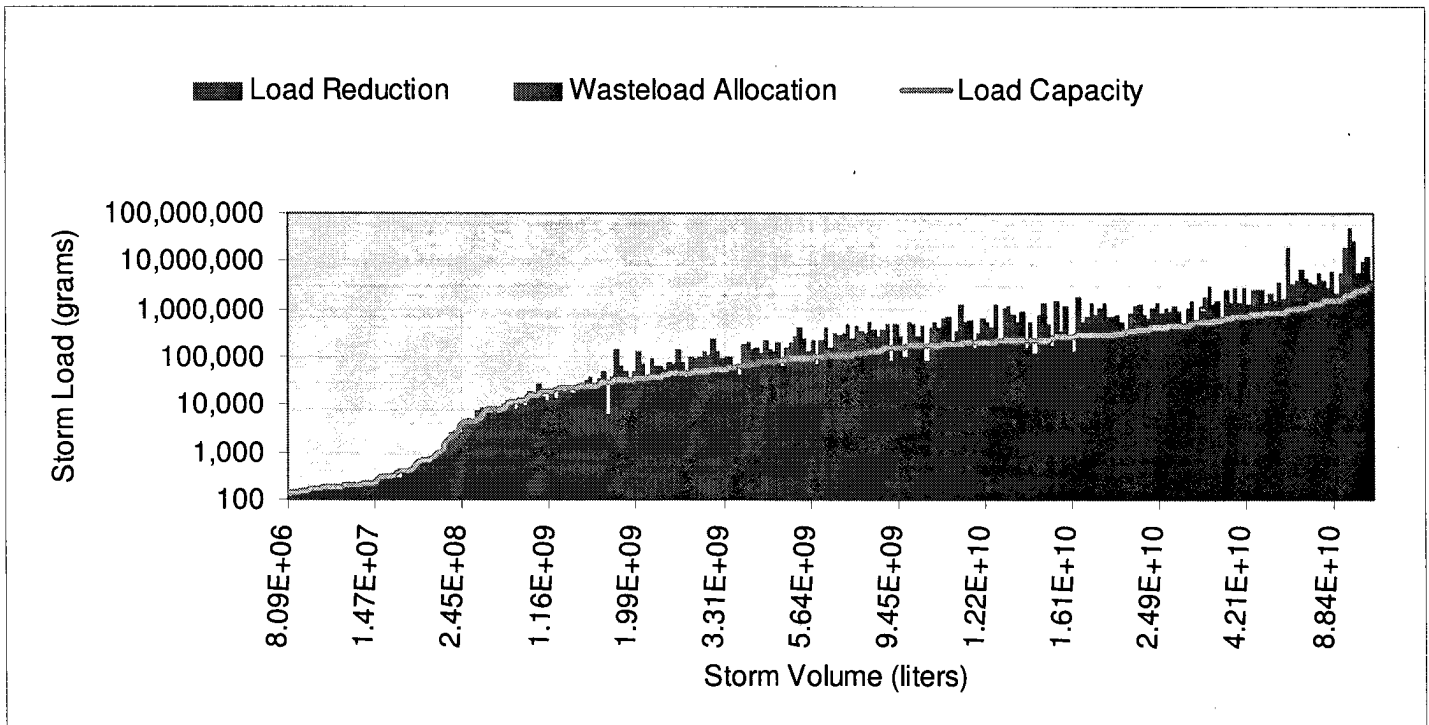 Load Reduction Wasteload Allocation Load Capacity
100,000,000
10,000,000
1,000,000
100,000
10,000
1,000
100
Storm Load (grams)
8.09E+06
1.47E+07
2.45E+08
1.16E+09
1.99E+09
3.31E+09
5.64E+09
9.45E+09
1.22E+10
1.61E+10
2.49E+10
4.21E+10
8.84E+10
Storm Volume (liters)